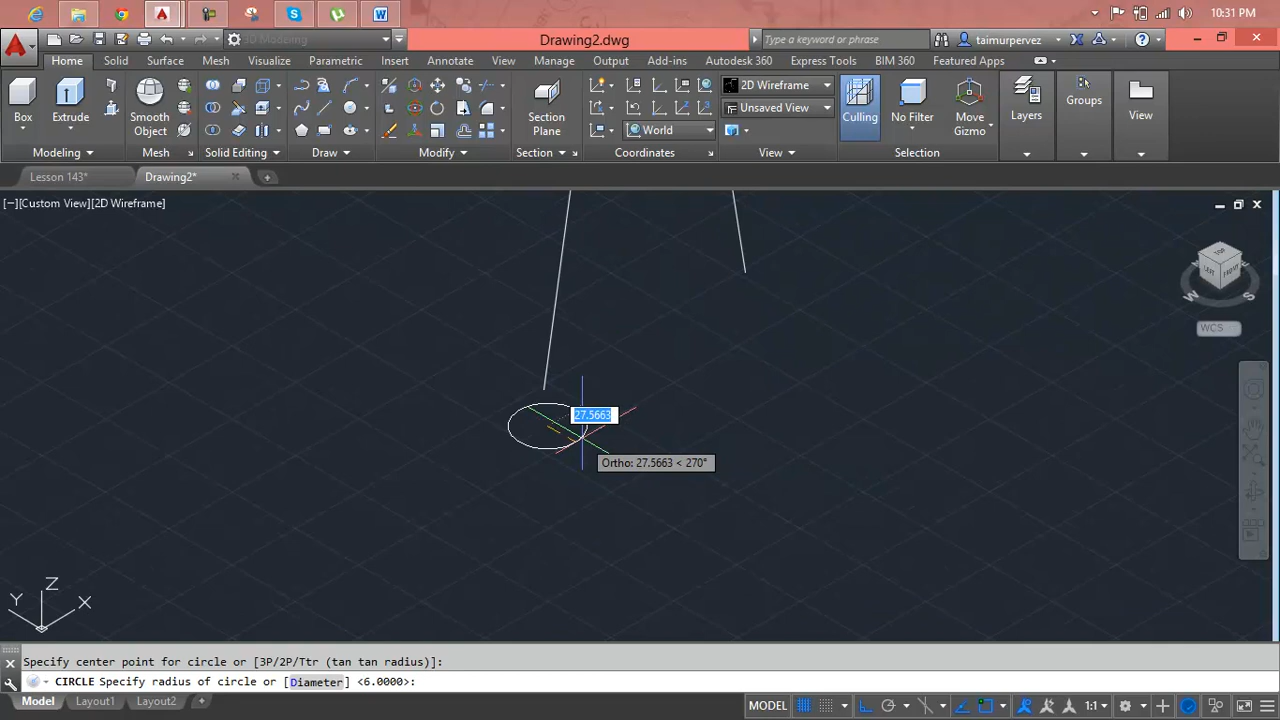 10:31 PM
3D Modeling
Drawing2.dwg
Type a keyword or phrase
taimurpervez
Home Solid Surface Mesh Visualize Parametric Insert Annotate View Manage Output Add-ins Autodesk 360 Express Tools BIM 360 Featured Apps
Box
Extrude
Smooth
Object
Section
Plane
2D Wireframe
Unsaved View
World
Culling
No Filter
Move
Gizmo
Layers
Groups
View
Modeling Mesh Solid Editing Draw Modify Section Coordinates View Selection
Lesson 143* Drawing2*
[−][Custom View][2D Wireframe]
TOP
LEFT
FRONT
W
S
WCS
27.5663
Ortho: 27.5663 < 270°
Z
Y
X
Specify center point for circle or [3P/2P/Ttr (tan tan radius)]:
CIRCLE Specify radius of circle or [Diameter] <6.0000>:
Model Layout1 Layout2
MODEL
1:1